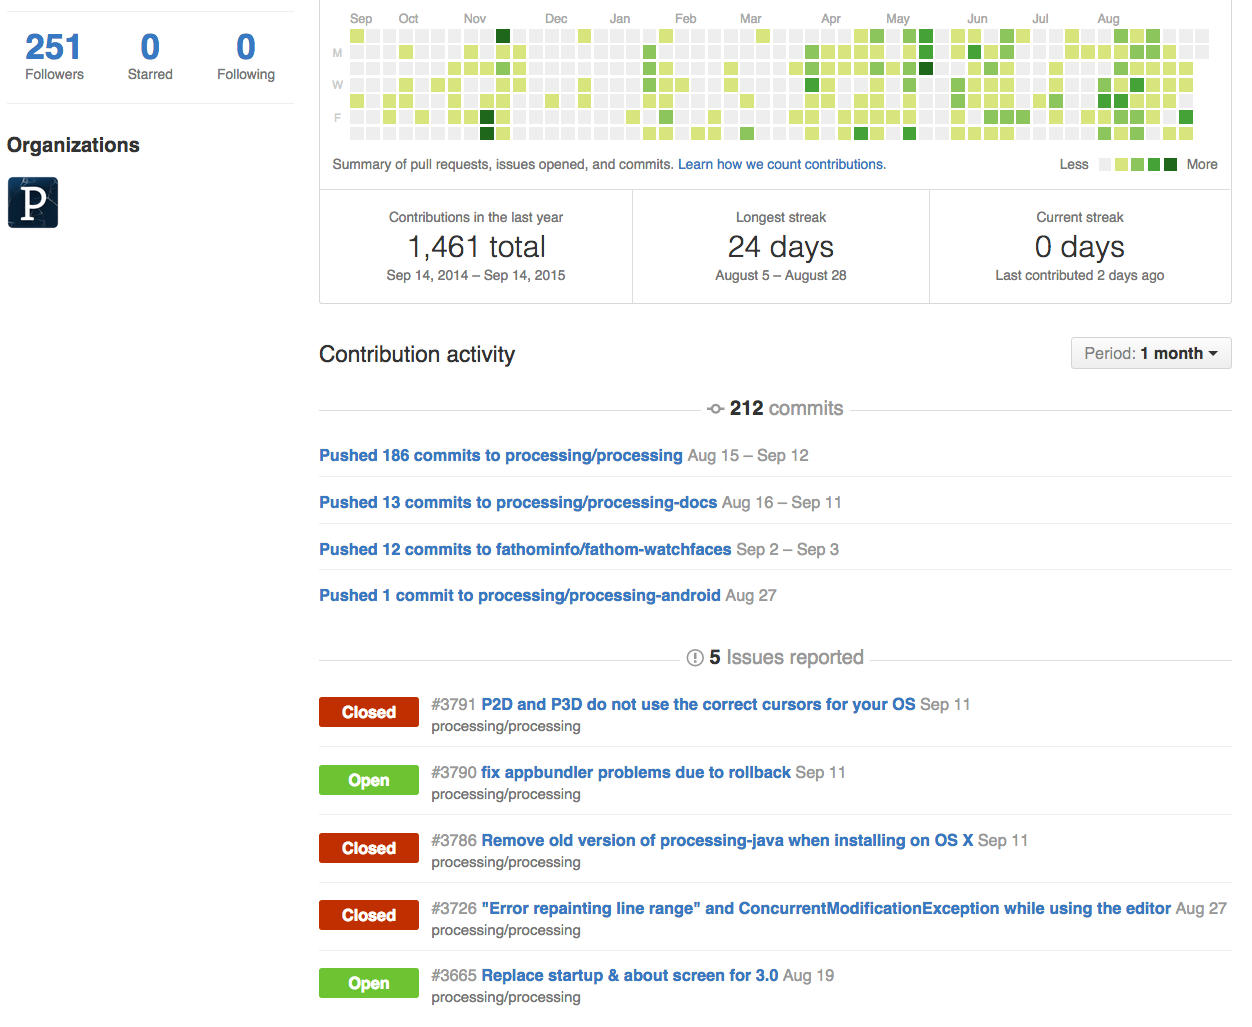 251 0 0
Followers Starred Following
Organizations
P
Sep Oct Nov Dec Jan Feb Mar Apr May Jun Jul Aug
M
W
F
Summary of pull requests, issues opened, and commits. Learn how we count contributions.
Less More
Contributions in the last year
1,461 total
Sep 14, 2014 – Sep 14, 2015
Longest streak
24 days
August 5 – August 28
Current streak
0 days
Last contributed 2 days ago
Contribution activity
Period: 1 month
212 commits
Pushed 186 commits to processing/processing Aug 15 – Sep 12
Pushed 13 commits to processing/processing-docs Aug 16 – Sep 11
Pushed 12 commits to fathominfo/fathom-watchfaces Sep 2 – Sep 3
Pushed 1 commit to processing/processing-android Aug 27
5 Issues reported
Closed #3791 P2D and P3D do not use the correct cursors for your OS Sep 11
processing/processing
Open #3790 fix appbundler problems due to rollback Sep 11
processing/processing
Closed #3786 Remove old version of processing-java when installing on OS X Sep 11
processing/processing
Closed #3726 "Error repainting line range" and ConcurrentModificationException while using the editor Aug 27
processing/processing
Open #3665 Replace startup & about screen for 3.0 Aug 19
processing/processing